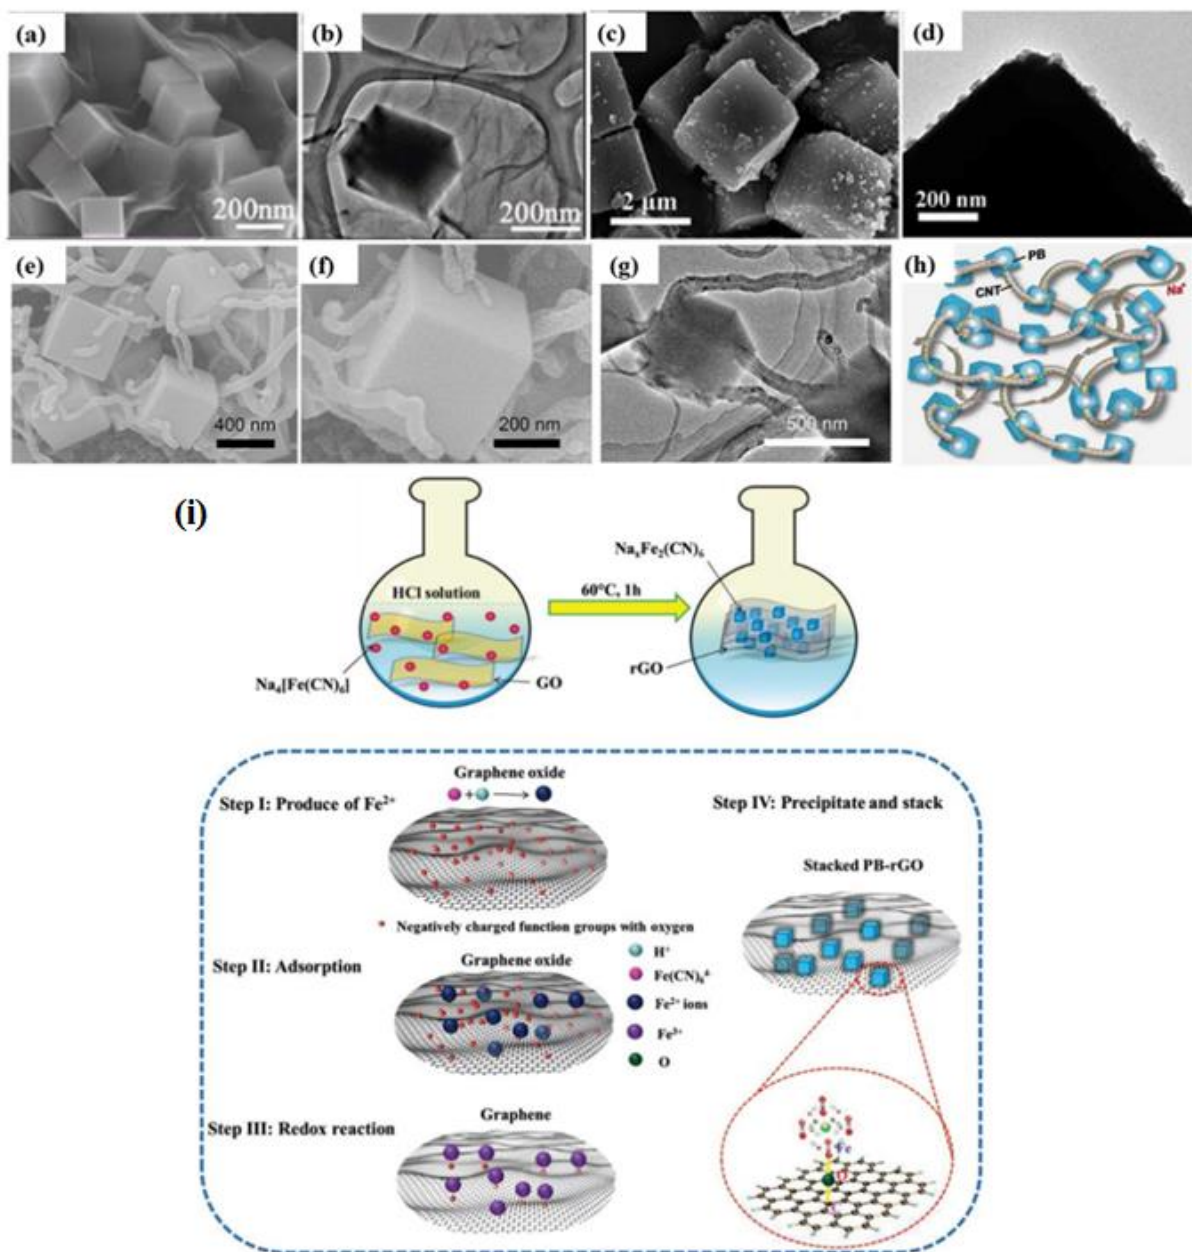 (a)
200nm
(b)
200nm
(c)
2 μm
(d)
200 nm
(e)
400 nm
(f)
200 nm
(g)
500 nm
(h)
PB
CNT
Na⁺
(i)
HCl solution
Na₄[Fe(CN)₆]
GO
60°C, 1h
NaₓFe₂(CN)₆
rGO
Step I: Produce of Fe²⁺
Graphene oxide
+
Negatively charged function groups with oxygen
Step II: Adsorption
Graphene oxide
H⁺
Fe(CN)₆⁴⁻
Fe²⁺ ions
Fe³⁺
O
Step III: Redox reaction
Graphene
Step IV: Precipitate and stack
Stacked PB-rGO
Fe